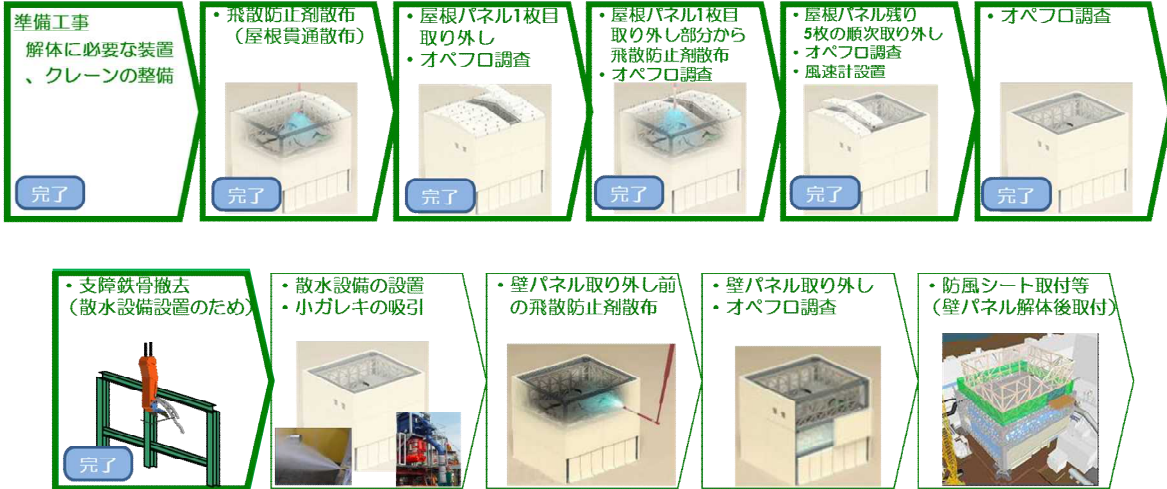 準備工事
解体に必要な装置
、クレーンの整備
完了
・飛散防止剤散布
（屋根貫通散布）
完了
・屋根パネル1枚目
取り外し
・オペフロ調査
完了
・屋根パネル1枚目
取り外し部分から
飛散防止剤散布
・オペフロ調査
完了
・屋根パネル残り
5枚の順次取り外し
・オペフロ調査
・風速計設置
完了
・オペフロ調査
完了
・支障鉄骨撤去
（散水設備設置のため）
完了
・散水設備の設置
・小ガレキの吸引
・壁パネル取り外し前
の飛散防止剤散布
・壁パネル取り外し
・オペフロ調査
・防風シート取付等
（壁パネル解体後取付）